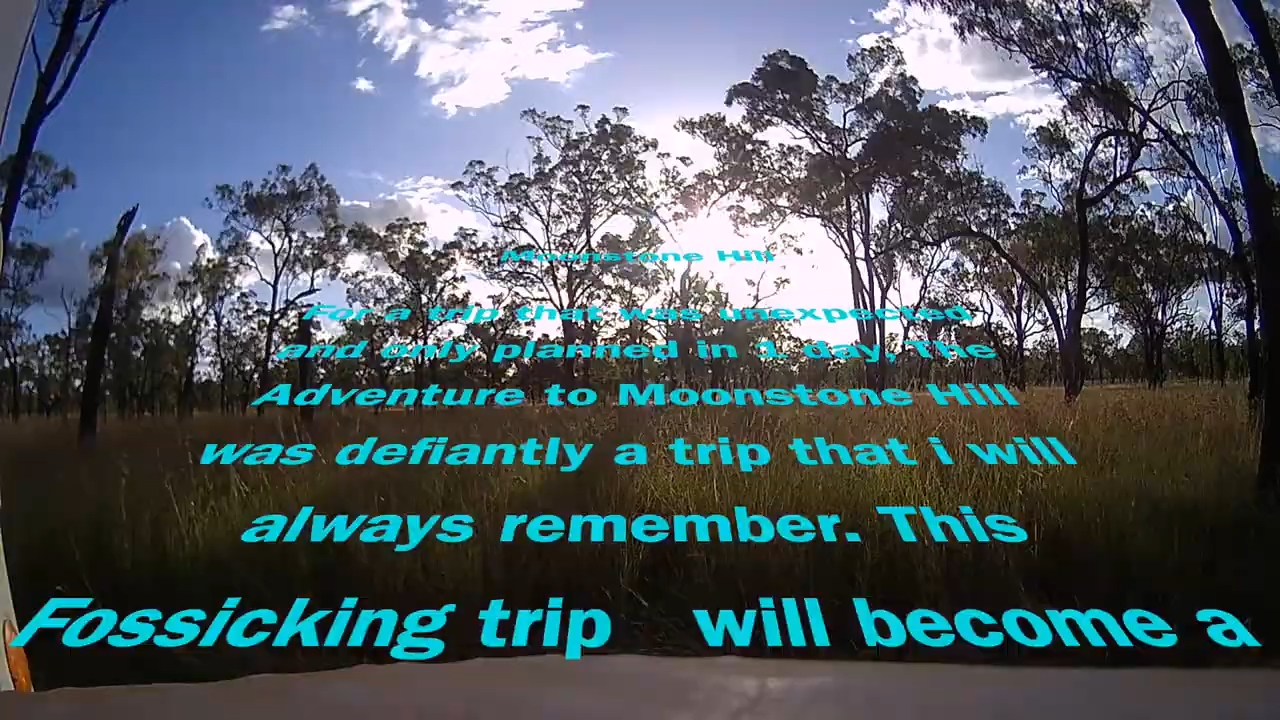 Moonstone Hill
For a trip that was unexpected
and only planned in 1 day, The
Adventure to Moonstone Hill
was defiantly a trip that i will
always remember. This
Fossicking trip will become a